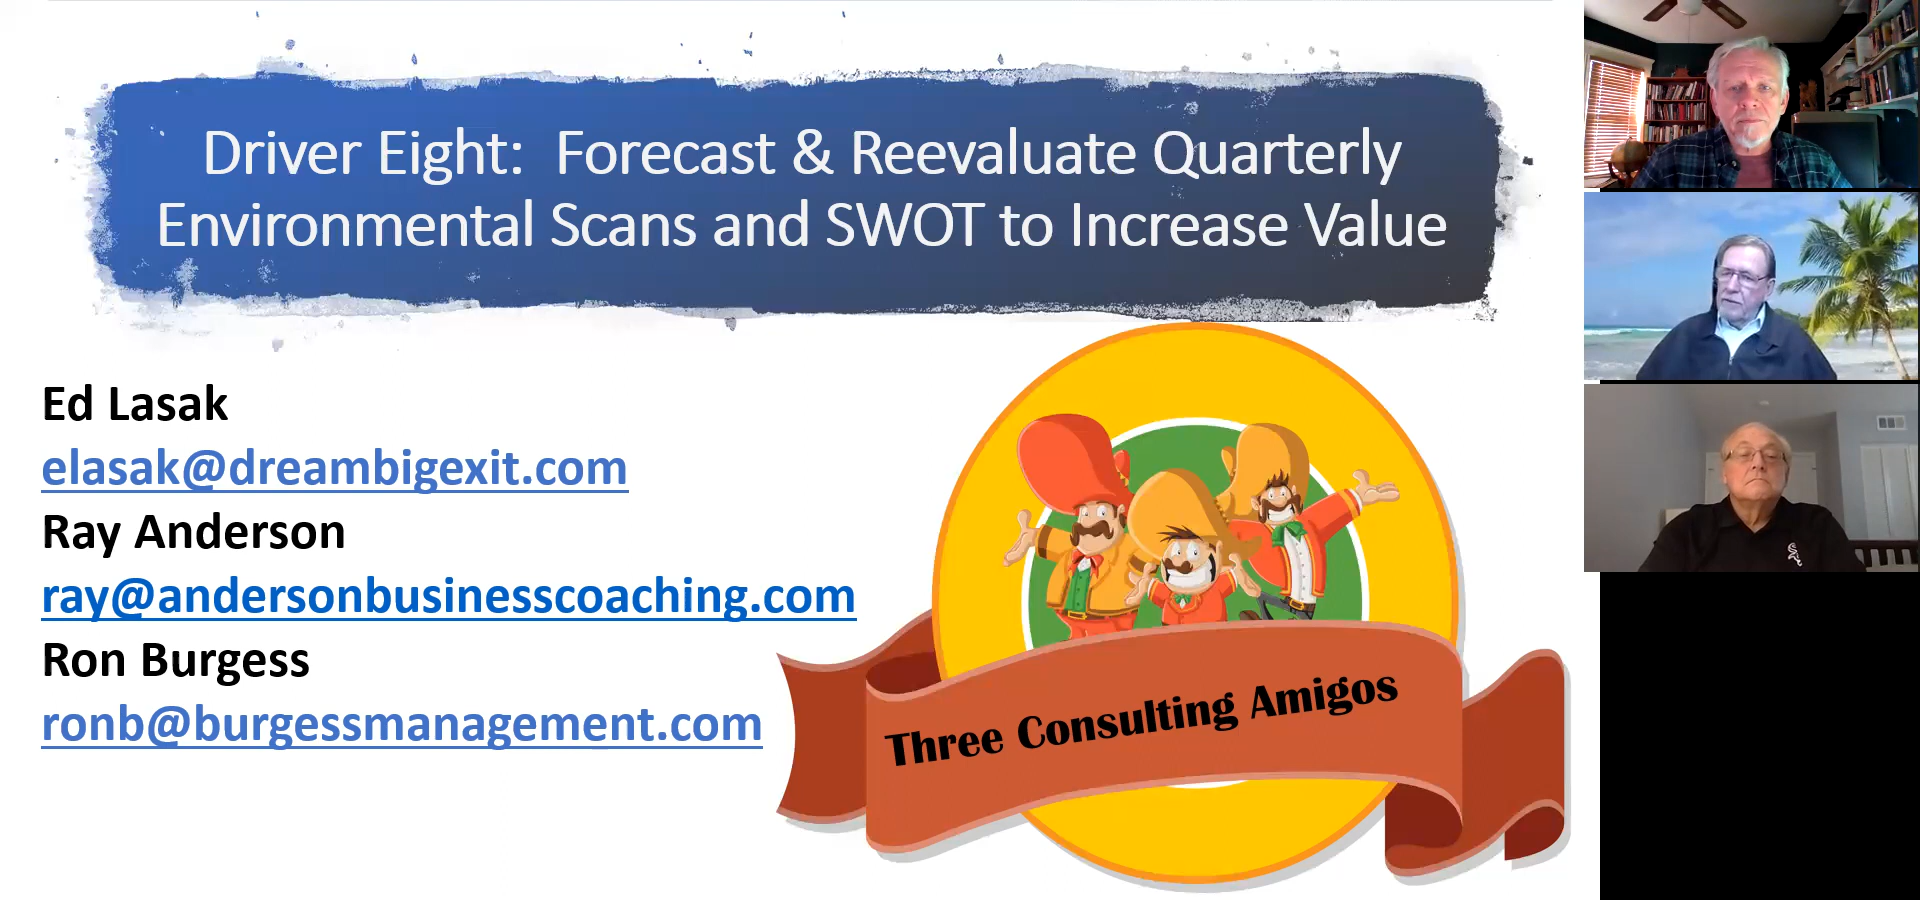 Driver Eight:  Forecast & Reevaluate Quarterly
Environmental Scans and SWOT to Increase Value
Ed Lasak
elasak@dreambigexit.com
Ray Anderson
ray@andersonbusinesscoaching.com
Ron Burgess
ronb@burgessmanagement.com
Three Consulting Amigos